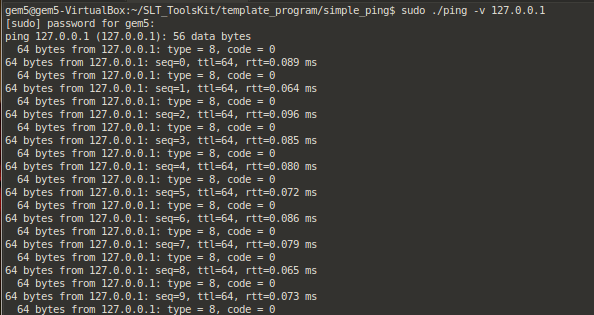 gem5@gem5-VirtualBox:~/SLT_ToolsKit/template_program/simple_ping$ sudo ./ping -v 127.0.0.1
[sudo] password for gem5:
ping 127.0.0.1 (127.0.0.1): 56 data bytes
  64 bytes from 127.0.0.1: type = 8, code = 0
64 bytes from 127.0.0.1: seq=0, ttl=64, rtt=0.089 ms
  64 bytes from 127.0.0.1: type = 8, code = 0
64 bytes from 127.0.0.1: seq=1, ttl=64, rtt=0.064 ms
  64 bytes from 127.0.0.1: type = 8, code = 0
64 bytes from 127.0.0.1: seq=2, ttl=64, rtt=0.096 ms
  64 bytes from 127.0.0.1: type = 8, code = 0
64 bytes from 127.0.0.1: seq=3, ttl=64, rtt=0.085 ms
  64 bytes from 127.0.0.1: type = 8, code = 0
64 bytes from 127.0.0.1: seq=4, ttl=64, rtt=0.080 ms
  64 bytes from 127.0.0.1: type = 8, code = 0
64 bytes from 127.0.0.1: seq=5, ttl=64, rtt=0.072 ms
  64 bytes from 127.0.0.1: type = 8, code = 0
64 bytes from 127.0.0.1: seq=6, ttl=64, rtt=0.086 ms
  64 bytes from 127.0.0.1: type = 8, code = 0
64 bytes from 127.0.0.1: seq=7, ttl=64, rtt=0.079 ms
  64 bytes from 127.0.0.1: type = 8, code = 0
64 bytes from 127.0.0.1: seq=8, ttl=64, rtt=0.065 ms
  64 bytes from 127.0.0.1: type = 8, code = 0
64 bytes from 127.0.0.1: seq=9, ttl=64, rtt=0.073 ms
  64 bytes from 127.0.0.1: type = 8, code = 0